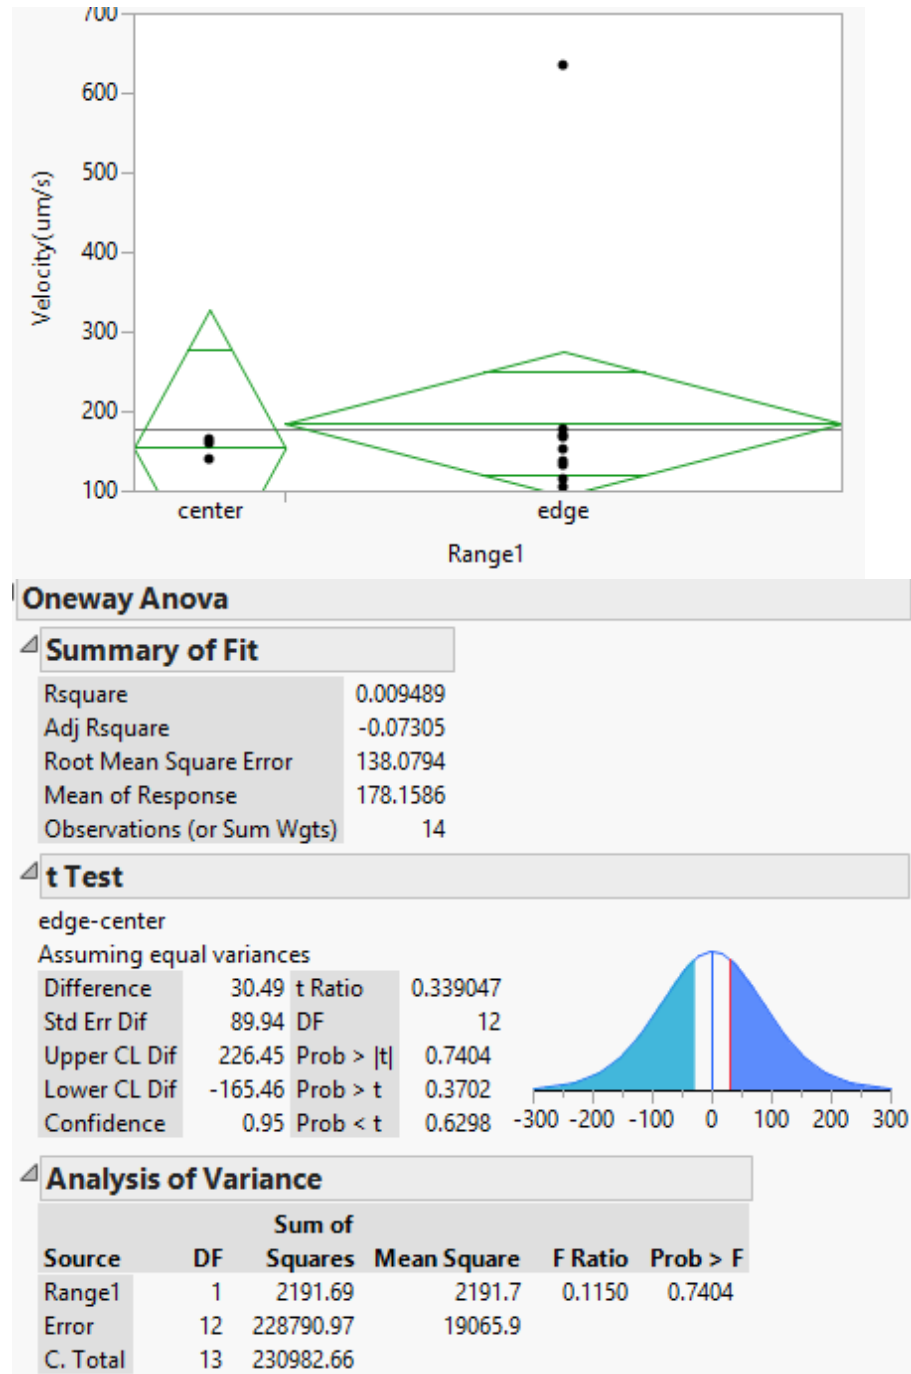 700
600
500
400
300
200
100
Velocity(um/s)
center edge
Range1
Oneway Anova
Summary of Fit
Rsquare 0.009489
Adj Rsquare -0.07305
Root Mean Square Error 138.0794
Mean of Response 178.1586
Observations (or Sum Wgts) 14
t Test
edge-center
Assuming equal variances
Difference 30.49 t Ratio 0.339047
Std Err Dif 89.94 DF 12
Upper CL Dif 226.45 Prob > |t| 0.7404
Lower CL Dif -165.46 Prob > t 0.3702
Confidence 0.95 Prob < t 0.6298
-300 -200 -100 0 100 200 300
Analysis of Variance
Sum of
Source DF Squares Mean Square F Ratio Prob > F
Range1 1 2191.69 2191.7 0.1150 0.7404
Error 12 228790.97 19065.9
C. Total 13 230982.66